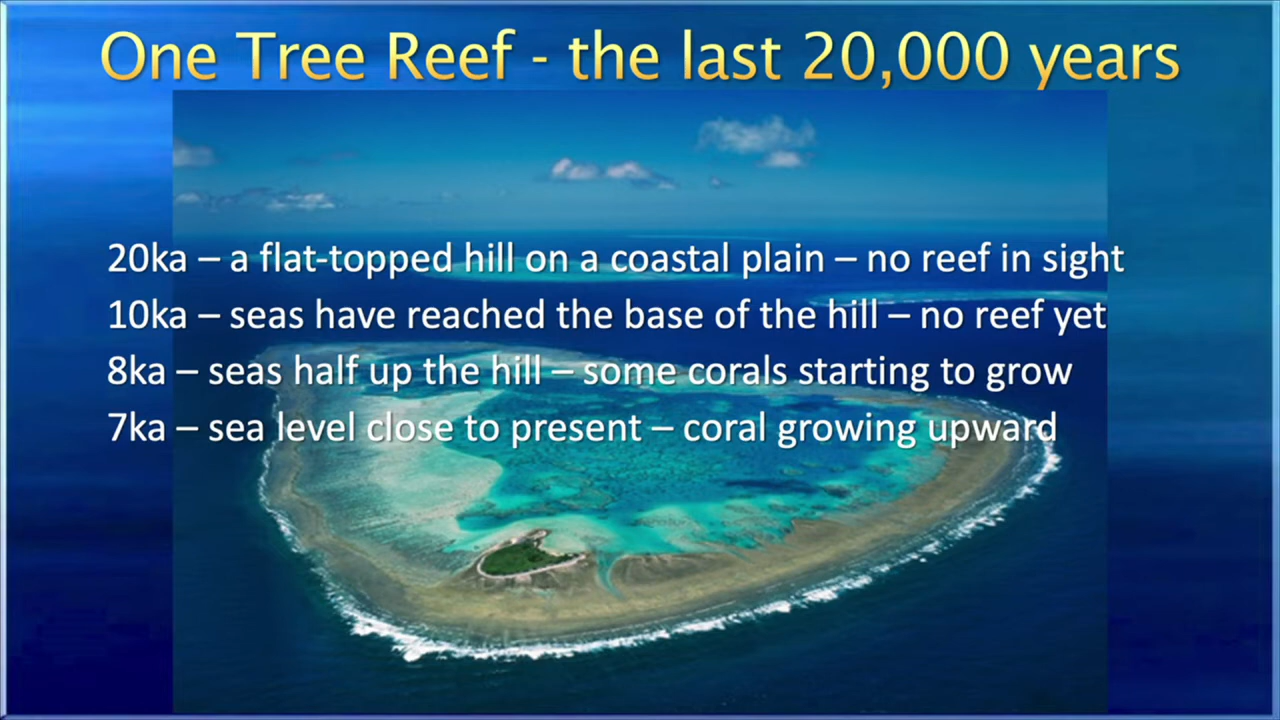 One Tree Reef - the last 20,000 years
20ka – a flat-topped hill on a coastal plain – no reef in sight
10ka – seas have reached the base of the hill – no reef yet
8ka – seas half up the hill – some corals starting to grow
7ka – sea level close to present – coral growing upward